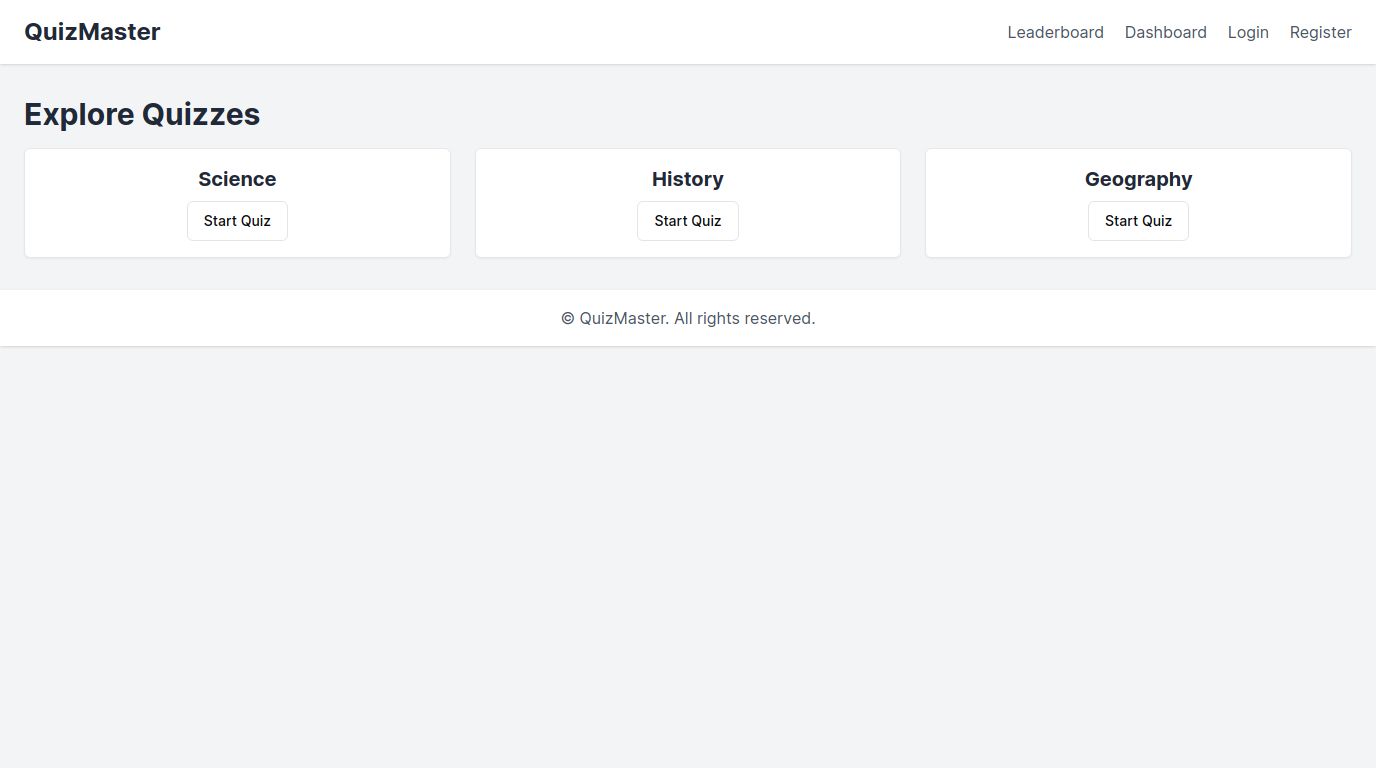 QuizMaster
Leaderboard Dashboard Login Register
Explore Quizzes
Science
Start Quiz
History
Start Quiz
Geography
Start Quiz
© QuizMaster. All rights reserved.